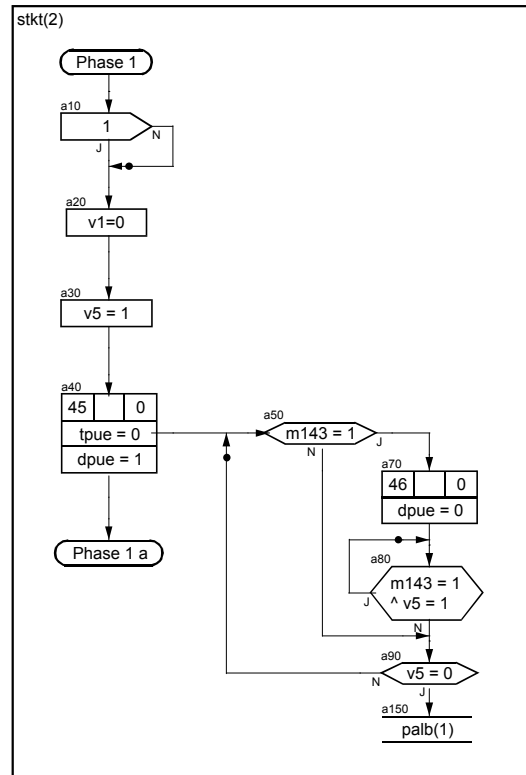 stkt(2)
Phase 1
a10
1
N
J
a20
v1=0
a30
v5 = 1
a40
45 0
tpue = 0
dpue = 1
Phase 1 a
a50
m143 = 1
J
N
a70
46 0
dpue = 0
a80
m143 = 1
^ v5 = 1
J
N
a90
v5 = 0
N
J
a150
palb(1)